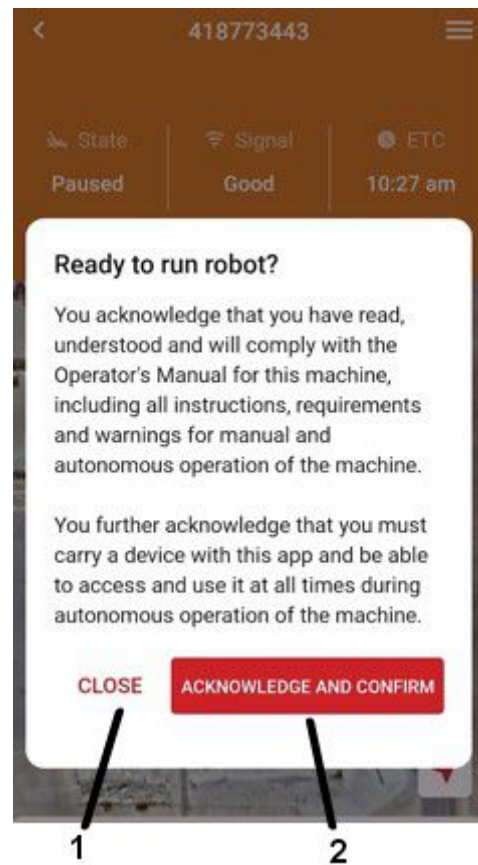 418773443
State Signal ETC
Paused Good 10:27 am
Ready to run robot?
You acknowledge that you have read,
understood and will comply with the
Operator's Manual for this machine,
including all instructions, requirements
and warnings for manual and
autonomous operation of the machine.
You further acknowledge that you must
carry a device with this app and be able
to access and use it at all times during
autonomous operation of the machine.
CLOSE ACKNOWLEDGE AND CONFIRM
1 2